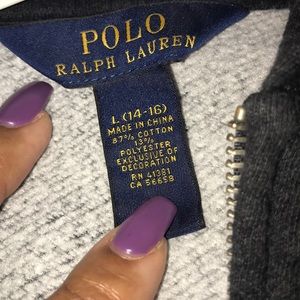 POLO
RALPH LAUREN
L (14-16)
MADE IN CHINA
87% COTTON
13%
POLYESTER
EXCLUSIVE OF
DECORATION
RN 41381
CA 56658